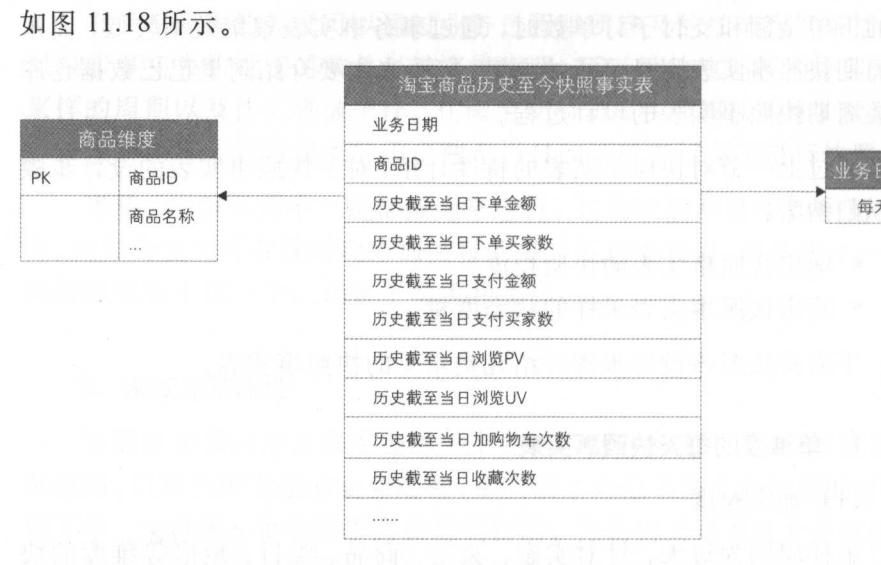 如图 11.18 所示。
商品维度
PK 商品ID
商品名称
...
淘宝商品历史至今快照事实表
业务日期
商品ID
历史截至当日下单金额
历史截至当日下单买家数
历史截至当日支付金额
历史截至当日支付买家数
历史截至当日浏览PV
历史截至当日浏览UV
历史截至当日加购物车次数
历史截至当日收藏次数
……
业务日
每天